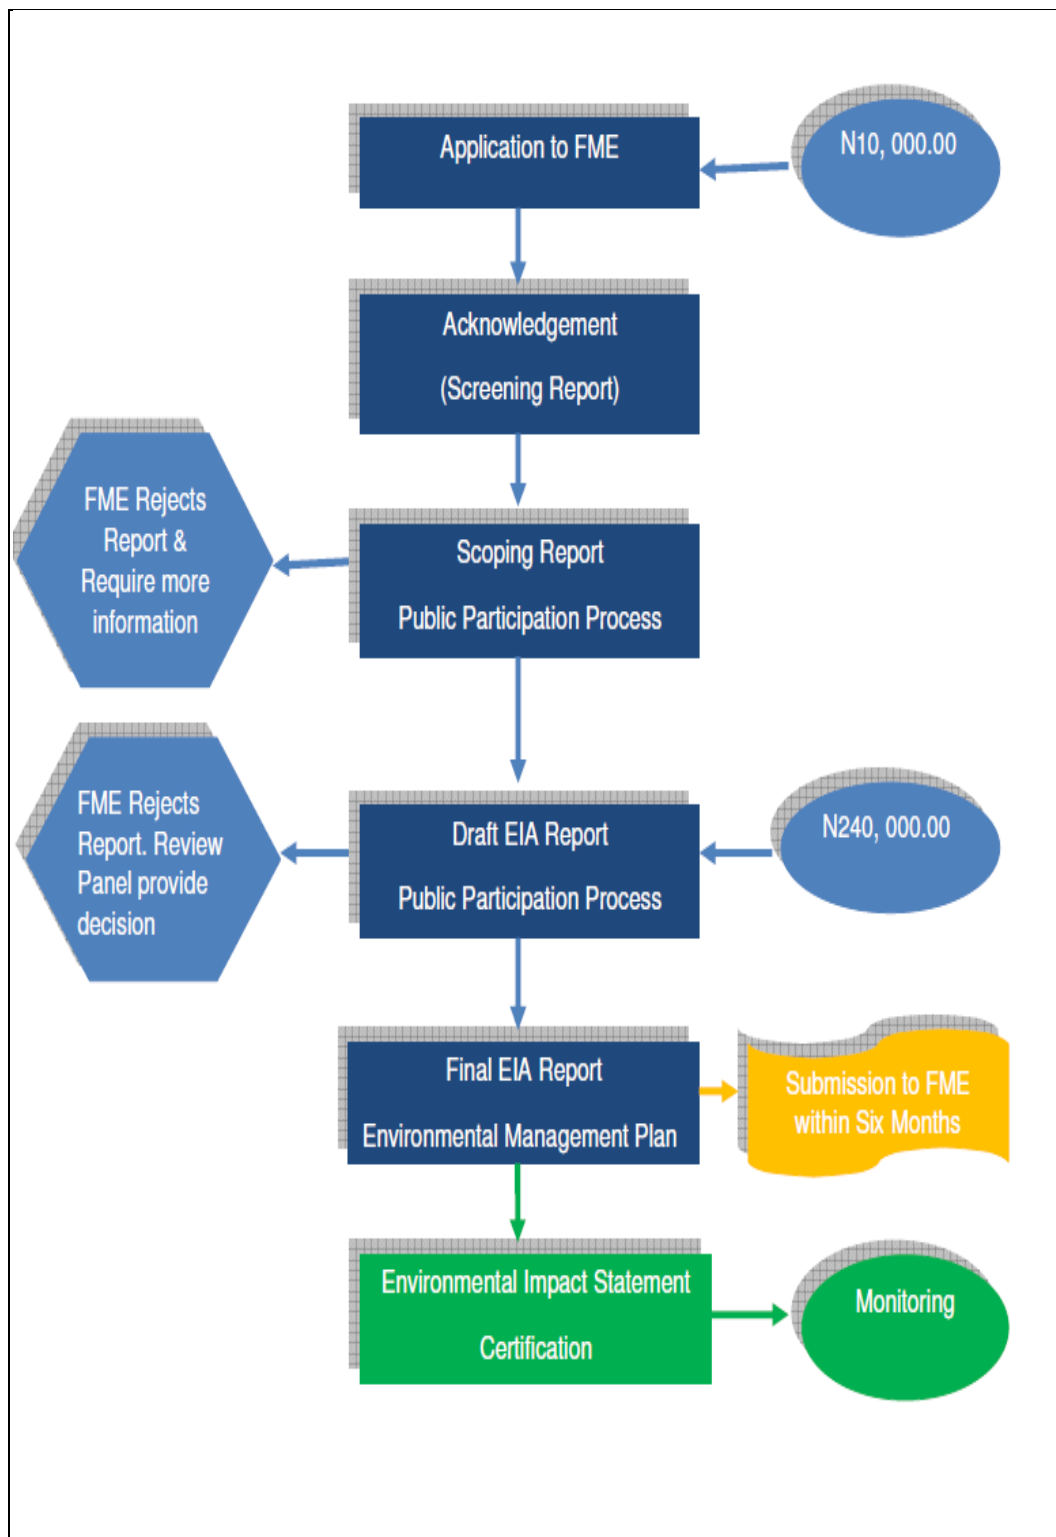 Application to FME
N10, 000.00
Acknowledgement
(Screening Report)
FME Rejects
Report &
Require more
information
Scoping Report
Public Participation Process
FME Rejects
Report. Review
Panel provide
decision
Draft EIA Report
Public Participation Process
N240, 000.00
Final EIA Report
Environmental Management Plan
Submission to FME
within Six Months
Environmental Impact Statement
Certification
Monitoring